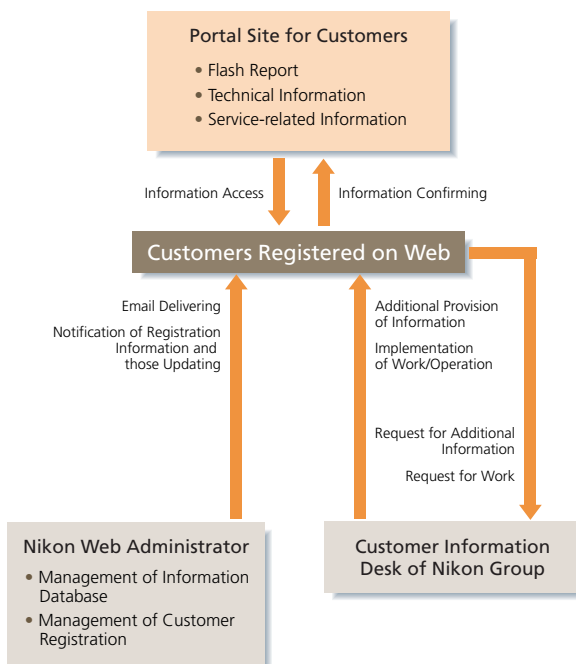 Portal Site for Customers
• Flash Report
• Technical Information
• Service-related Information
Information Access
Information Confirming
Customers Registered on Web
Email Delivering
Notification of Registration
Information and
those Updating
Additional Provision
of Information
Implementation
of Work/Operation
Request for Additional
Information
Request for Work
Nikon Web Administrator
• Management of Information
Database
• Management of Customer
Registration
Customer Information
Desk of Nikon Group